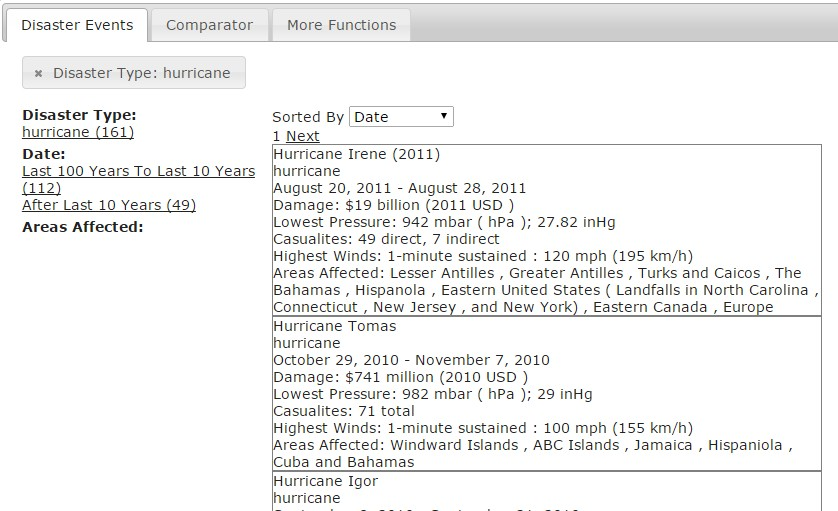 Disaster Events Comparator More Functions
✖ Disaster Type: hurricane
Disaster Type:
hurricane (161)
Date:
Last 100 Years To Last 10 Years
(112)
After Last 10 Years (49)
Areas Affected:
Sorted By Date
1 Next
Hurricane Irene (2011)
hurricane
August 20, 2011 - August 28, 2011
Damage: $19 billion (2011 USD )
Lowest Pressure: 942 mbar ( hPa ); 27.82 inHg
Casualites: 49 direct, 7 indirect
Highest Winds: 1-minute sustained : 120 mph (195 km/h)
Areas Affected: Lesser Antilles , Greater Antilles , Turks and Caicos , The
Bahamas , Hispanola , Eastern United States ( Landfalls in North Carolina ,
Connecticut , New Jersey , and New York) , Eastern Canada , Europe
Hurricane Tomas
hurricane
October 29, 2010 - November 7, 2010
Damage: $741 million (2010 USD )
Lowest Pressure: 982 mbar ( hPa ); 29 inHg
Casualites: 71 total
Highest Winds: 1-minute sustained : 100 mph (155 km/h)
Areas Affected: Windward Islands , ABC Islands , Jamaica , Hispaniola ,
Cuba and Bahamas
Hurricane Igor
hurricane